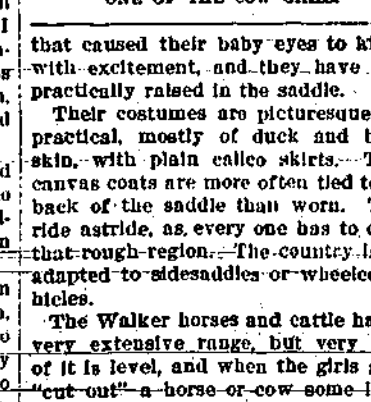 that caused their baby eyes to
with excitement, and they have
practically raised in the saddle.
Their costumes are picturesque
practical, mostly of duck and
skin, with plain calico skirts.
canvas coats are more often tied
back of the saddle than worn.
ride astride, as every one has to
that rough region. The country
adapted to sidesaddles or
hicles.
The Walker horses and cattle
very extensive range, but very
of it is level, and when the girls
"cut out" a horse or cow some